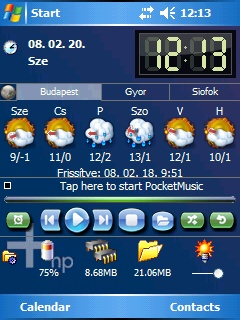 Start 12:13
08. 02. 20.
Sze
12:13
Budapest Gyor Siofok
Sze Cs P Szo V H
9/-1 11/0 12/2 13/1 12/1 10/1
Frissítve: 08. 02. 18. 9:51
Tap here to start PocketMusic
hp
75% 8.68MB 21.06MB
Calendar Contacts